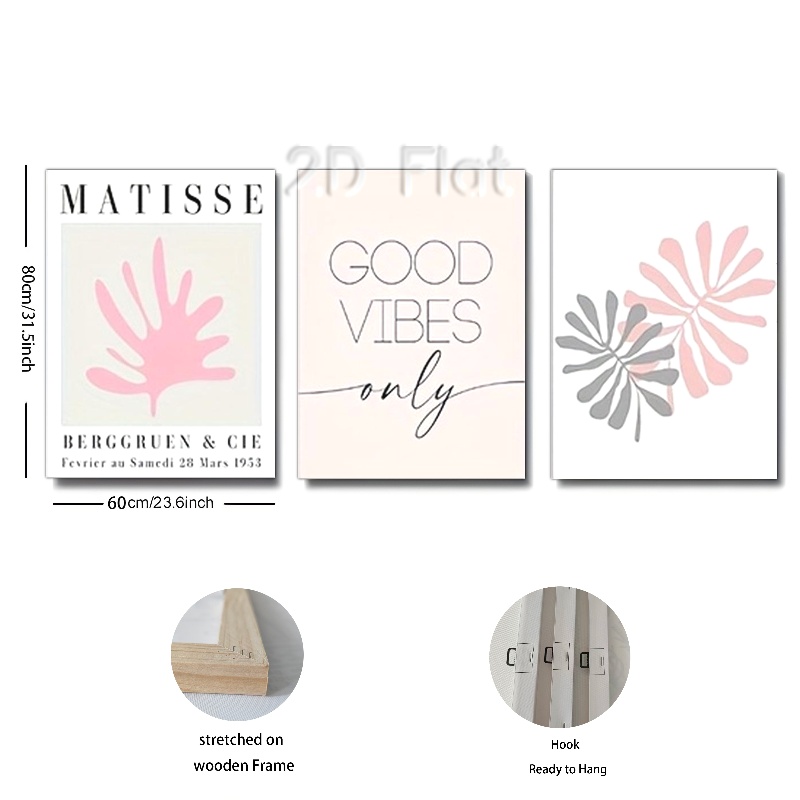 2D Flat
MATISSE
BERGGRUEN & CIE
Fevrier au Samedi 28 Mars 1953
GOOD
VIBES
only
80cm/31.5inch
60cm/23.6inch
stretched on
wooden Frame
Hook
Ready to Hang